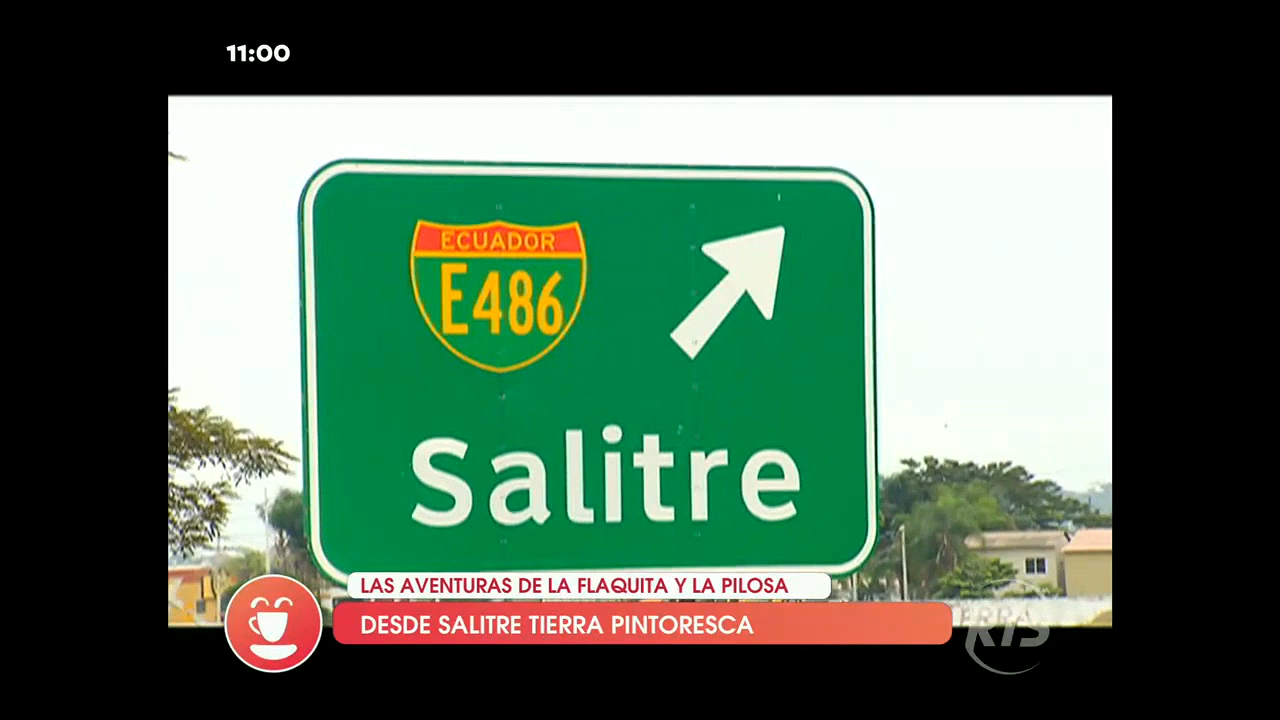 11:00
ECUADOR
E486
Salitre
LAS AVENTURAS DE LA FLAQUITA Y LA PILOSA
DESDE SALITRE TIERRA PINTORESCA
RTS